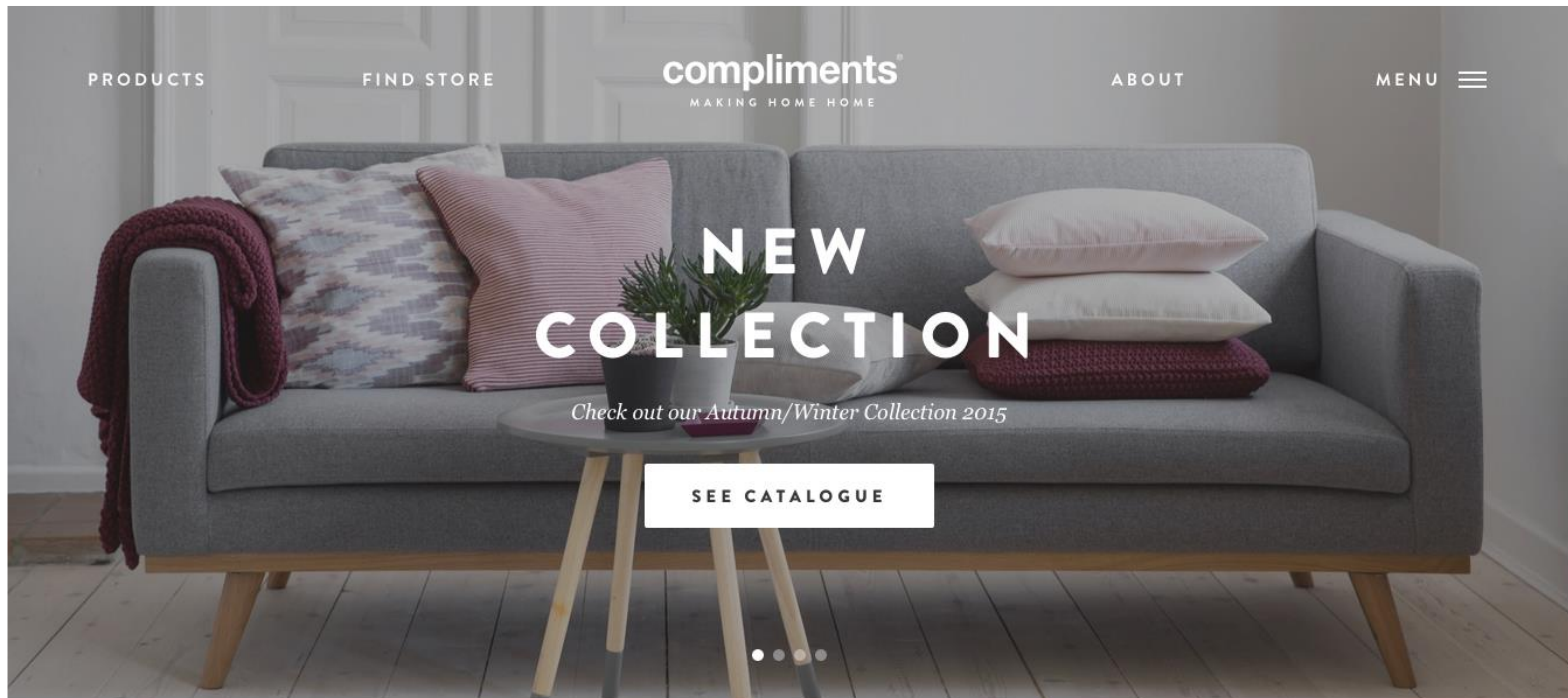 PRODUCTS
FIND STORE
compliments®
MAKING HOME HOME
ABOUT
MENU
NEW
COLLECTION
Check out our Autumn/Winter Collection 2015
SEE CATALOGUE